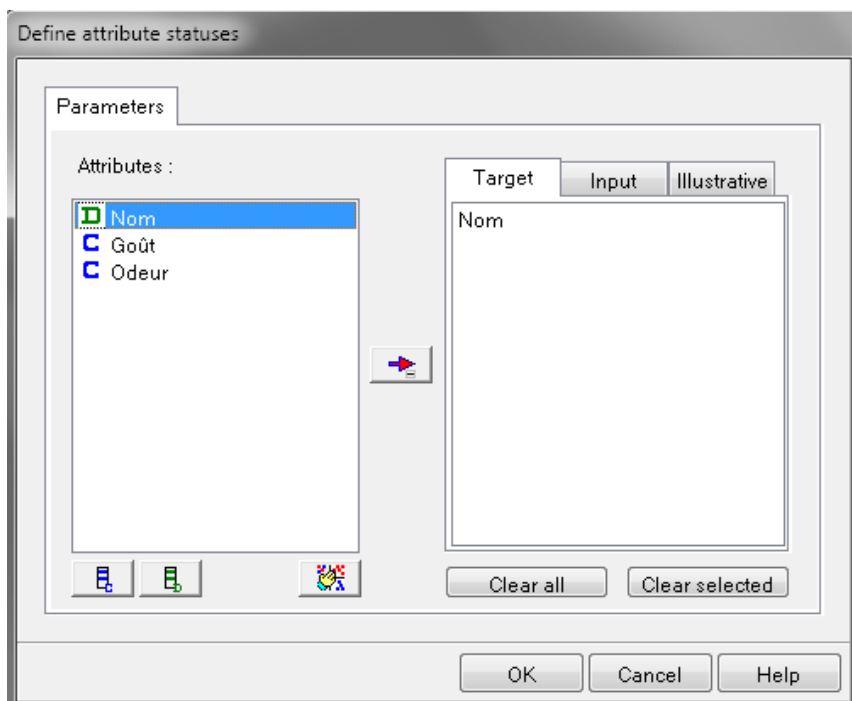 Define attribute statuses
Parameters
Attributes :
D Nom
C Goût
C Odeur
Target Input Illustrative
Nom
Clear all Clear selected
OK Cancel Help